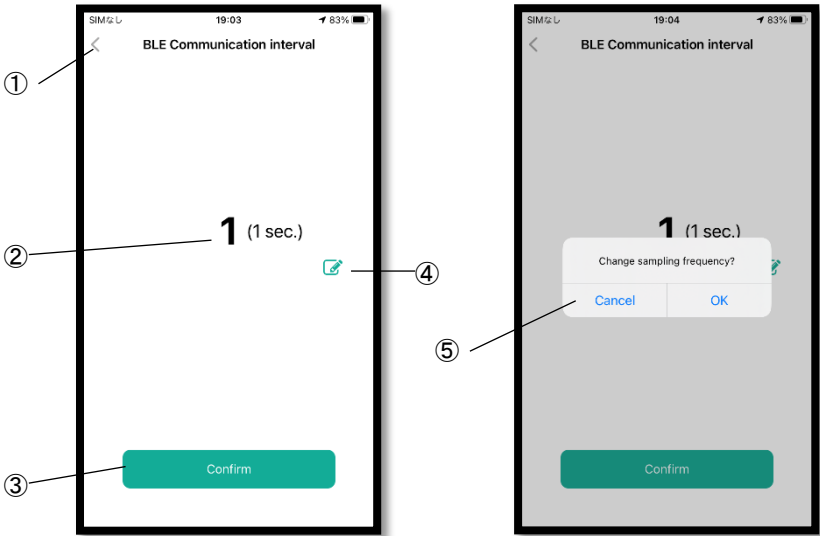 SIMなし 19:03 83%
BLE Communication interval
①
1 (1 sec.)
②
④
Confirm
③
SIMなし 19:04 83%
BLE Communication interval
1 (1 sec.)
Change sampling frequency?
Cancel OK
⑤
Confirm